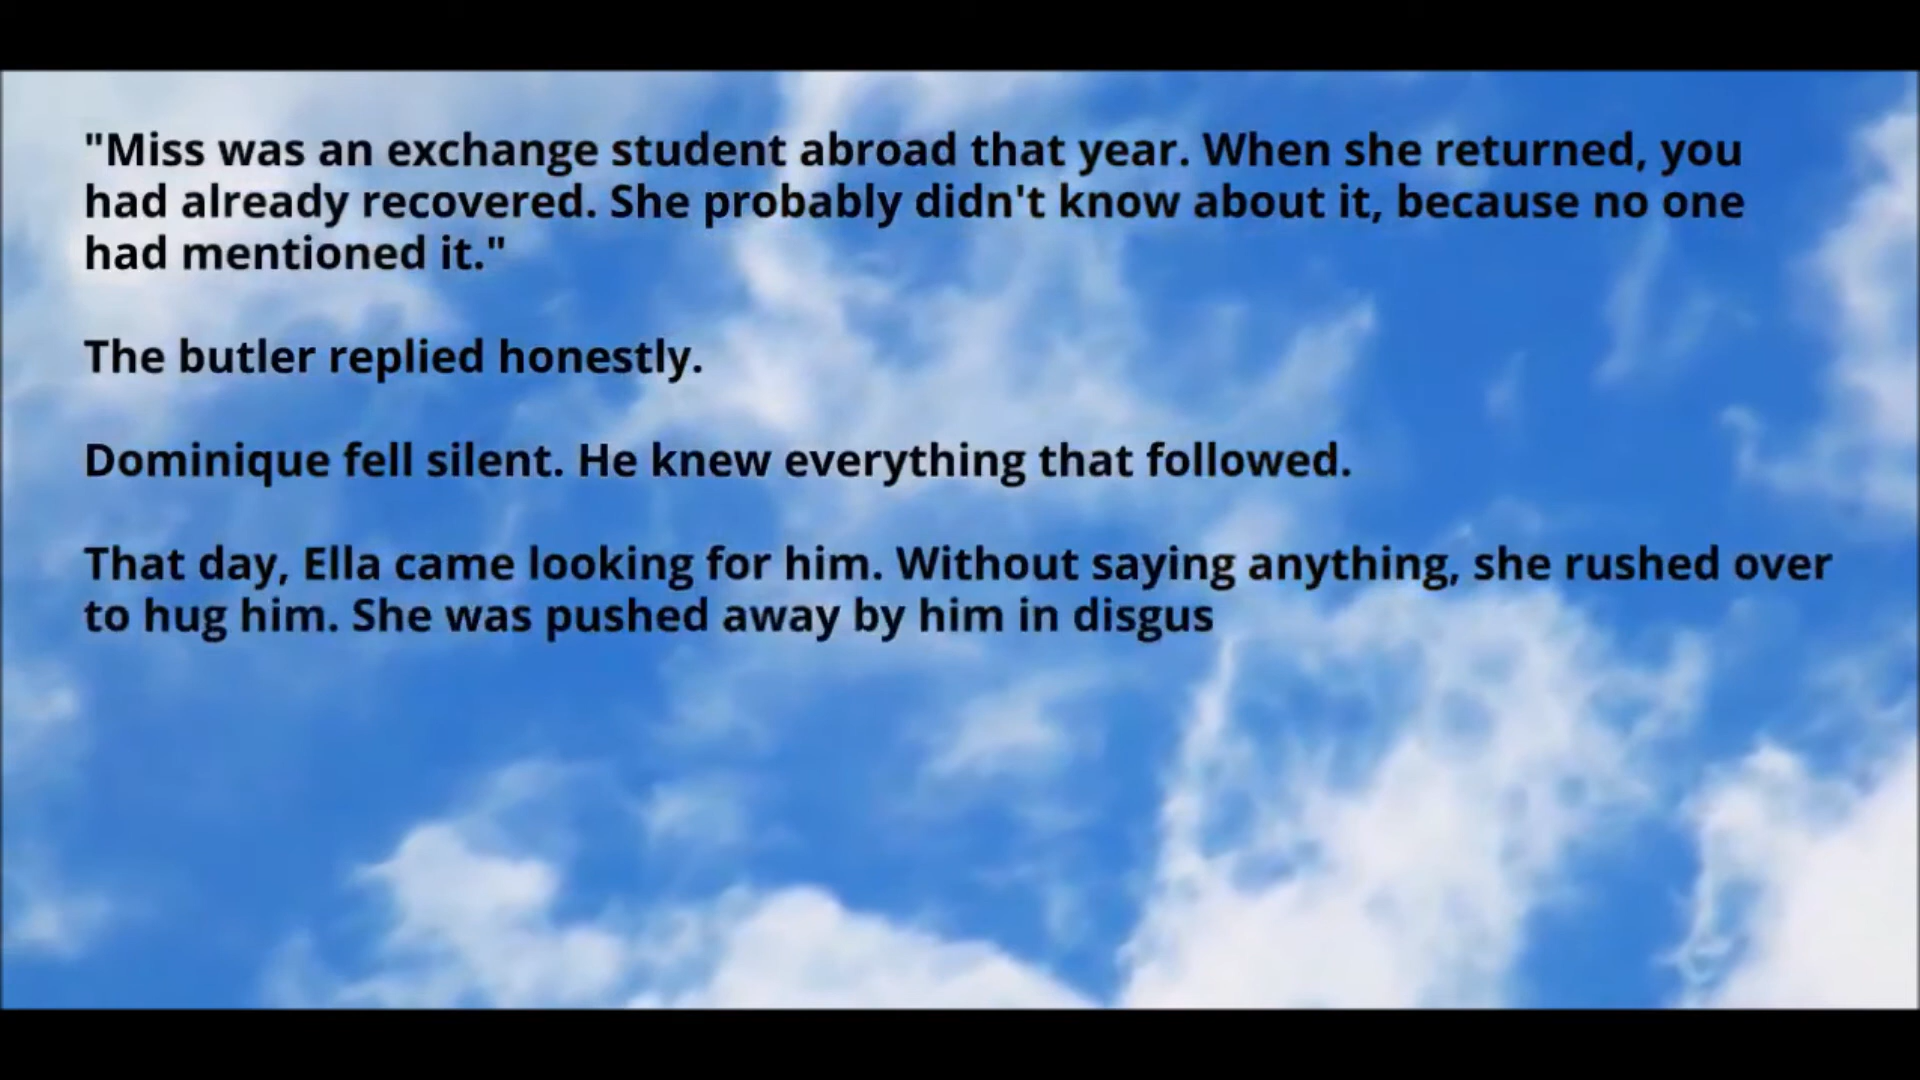 "Miss was an exchange student abroad that year. When she returned, you
had already recovered. She probably didn't know about it, because no one
had mentioned it."
The butler replied honestly.
Dominique fell silent. He knew everything that followed.
That day, Ella came looking for him. Without saying anything, she rushed over
to hug him. She was pushed away by him in disgus